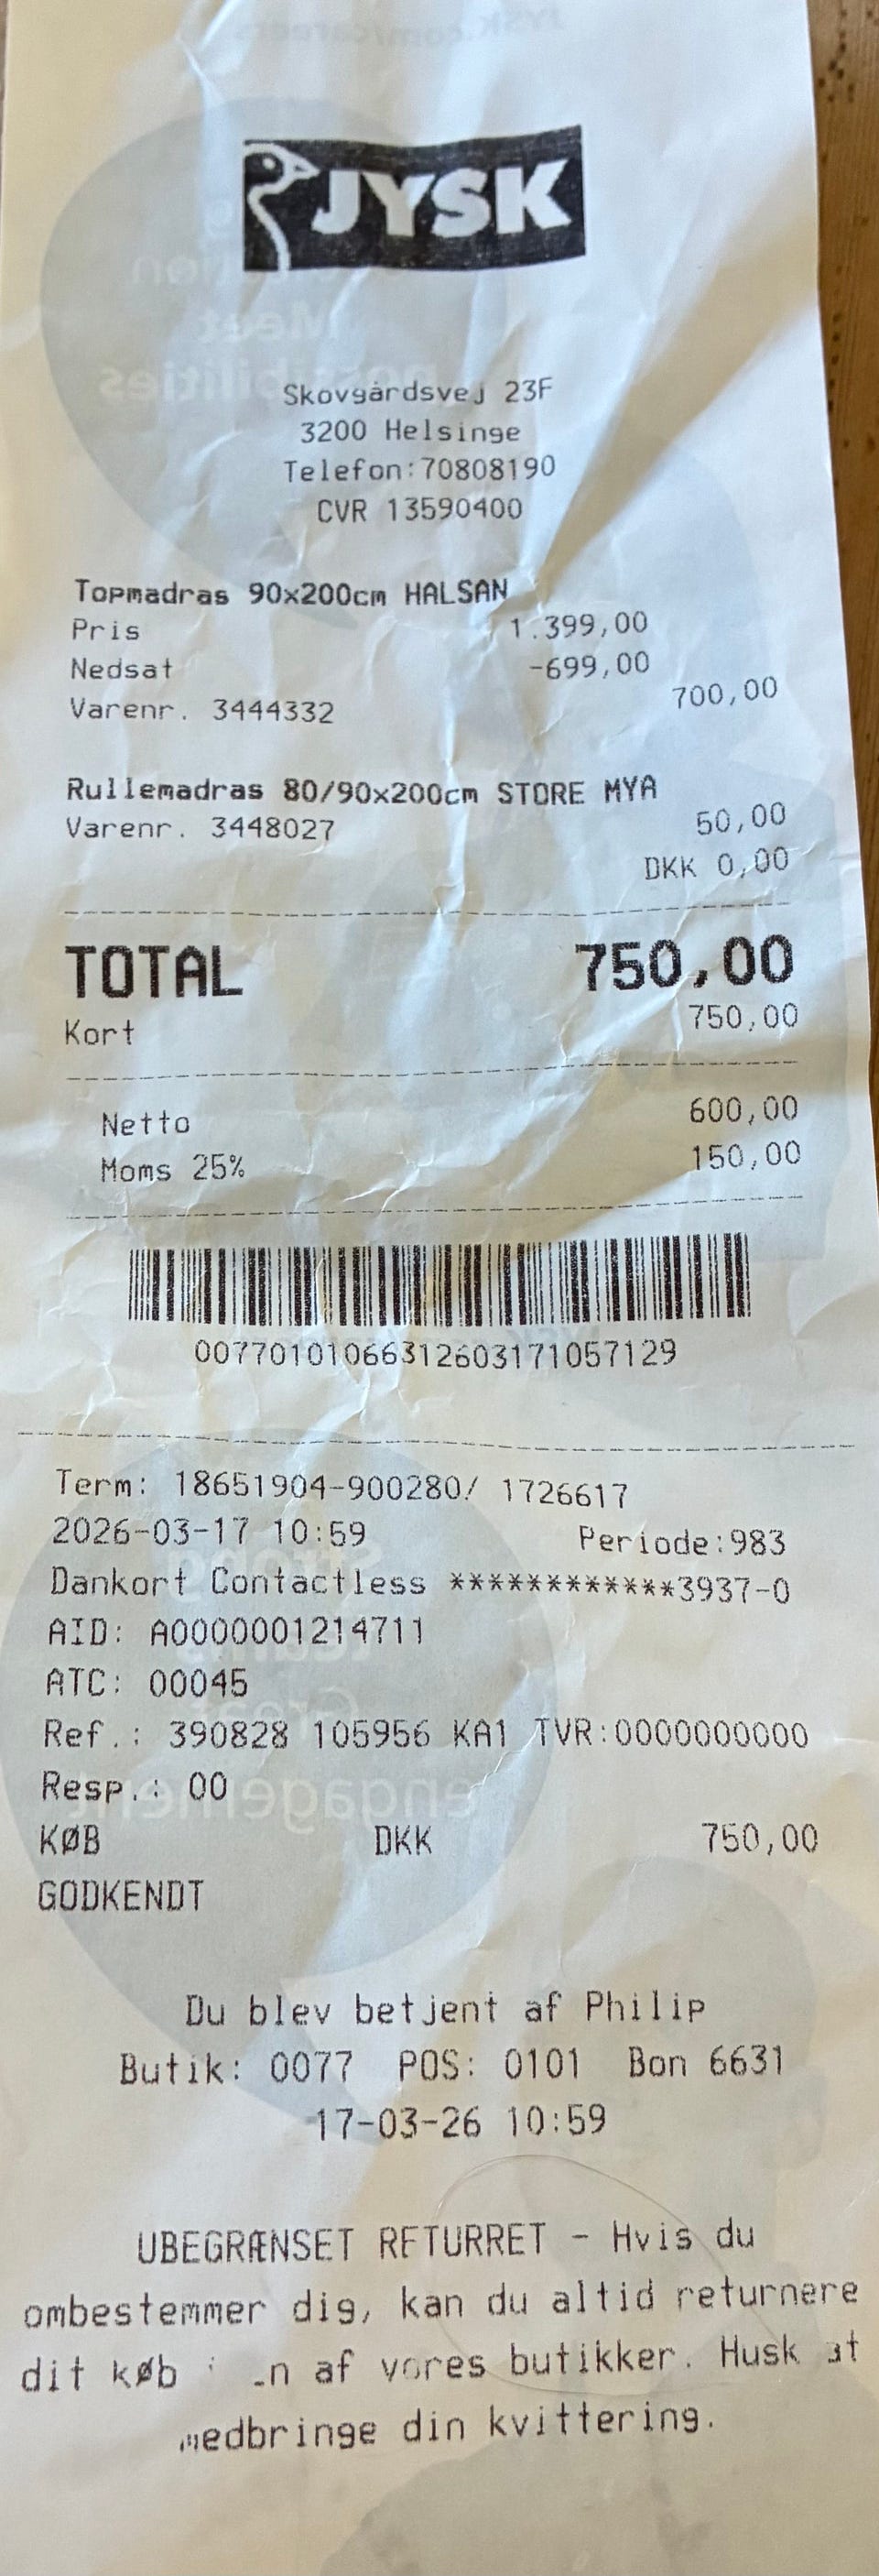 JYSK
Skovgårdsvej 23F
3200 Helsinge
Telefon:70808190
CVR 13590400
Topmadras 90x200cm HALSAN
Pris 1.399,00
Nedsat -699,00
700,00
Varenr. 3444332
Rullemadras 80/90x200cm STORE MYA
Varenr. 3448027 50,00
DKK 0,00
TOTAL 750,00
Kort 750,00
Netto 600,00
Moms 25% 150,00
00770101066312603171057129
Term: 18651904-900280/ 1726617
2026-03-17 10:59 Periode:983
Dankort Contactless ************3937-0
AID: A0000001214711
ATC: 00045
Ref.: 390828 105956 KA1 TVR:0000000000
Resp.: 00
KØB DKK 750,00
GODKENDT
Du blev betjent af Philip
Butik: 0077 POS: 0101 Bon 6631
17-03-26 10:59
UBEGRÆNSET RETURRET - Hvis du
ombestemmer dig, kan du altid returnere
dit køb af vores butikker. Husk at
medbringe din kvittering.